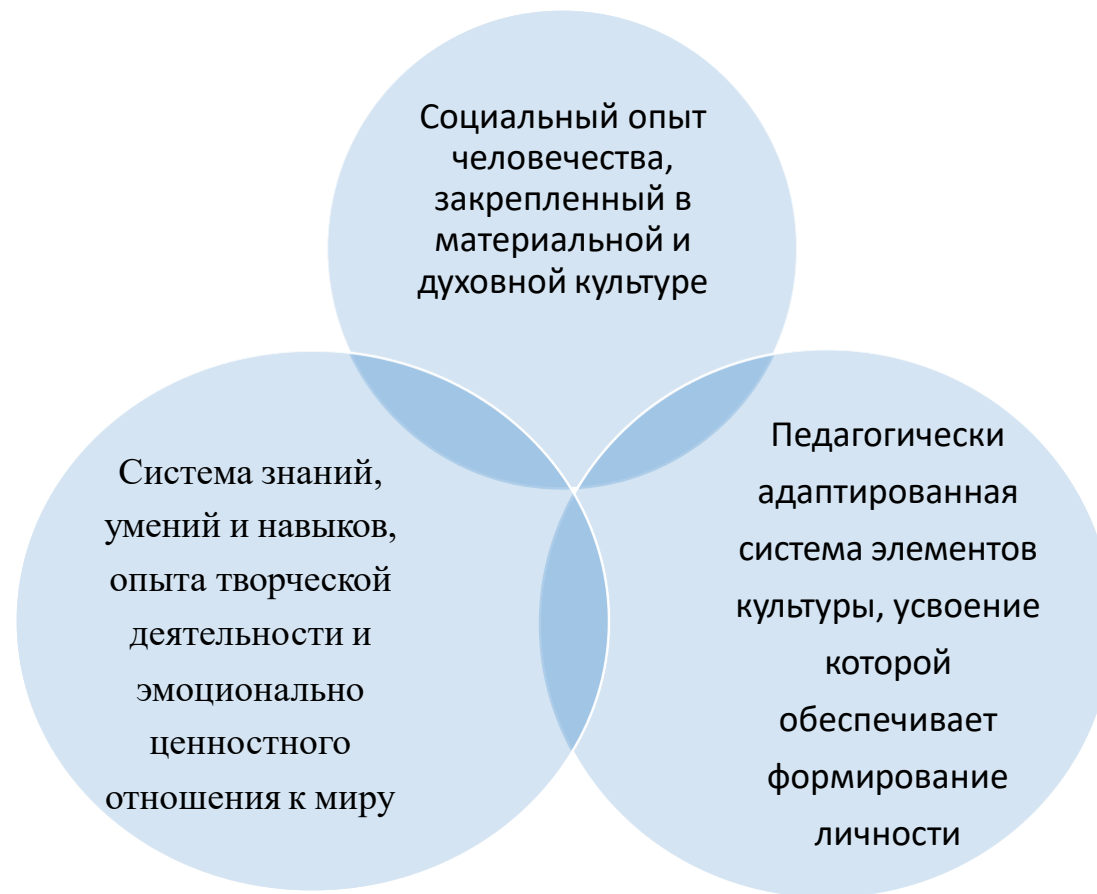 Социальный опыт
человечества,
закрепленный в
материальной и
духовной культуре
Система знаний,
умений и навыков,
опыта творческой
деятельности и
эмоционально
ценностного
отношения к миру
Педагогически
адаптированная
система элементов
культуры, усвоение
которой
обеспечивает
формирование
личности